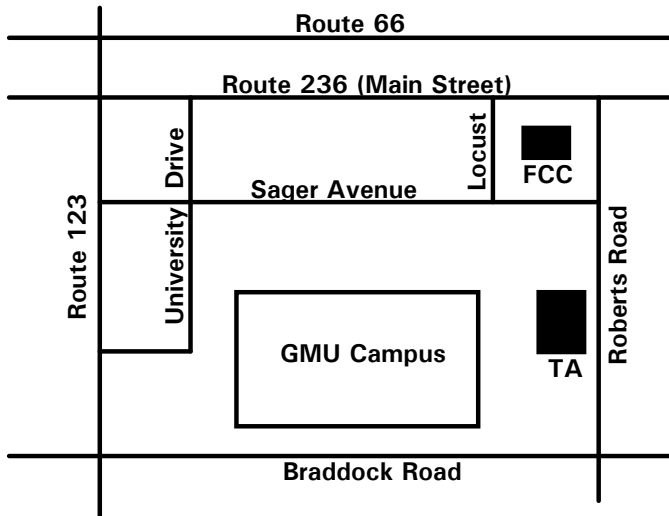 Route 66
Route 236 (Main Street)
University Drive
Locust
FCC
Sager Avenue
Route 123
Roberts Road
GMU Campus
TA
Braddock Road